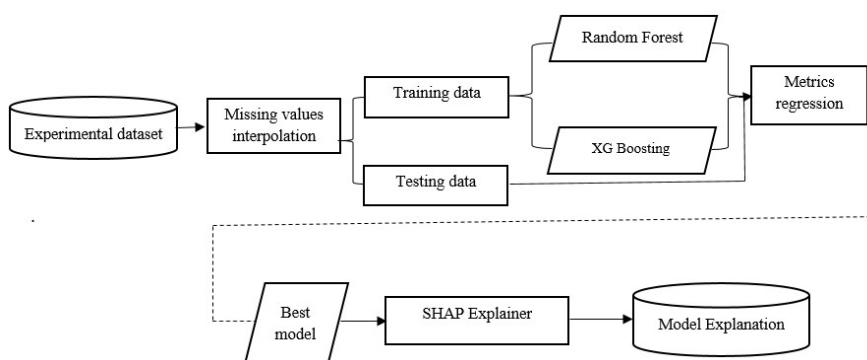 Random Forest
Training data
Metrics
regression
Experimental dataset
Missing values
interpolation
XG Boosting
Testing data
Best
model
SHAP Explainer
Model Explanation